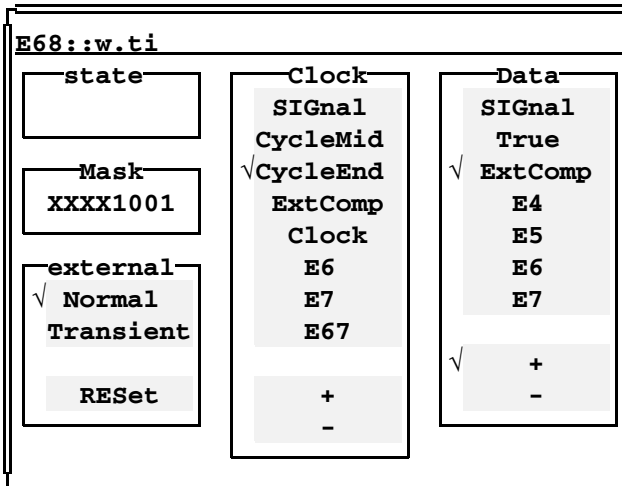 E68::w.ti
state
Mask
XXXX1001
external
√ Normal
Transient
RESet
Clock
SIGnal
CycleMid
√CycleEnd
ExtComp
Clock
E6
E7
E67
+
-
Data
SIGnal
True
√ ExtComp
E4
E5
E6
E7
√ +
-